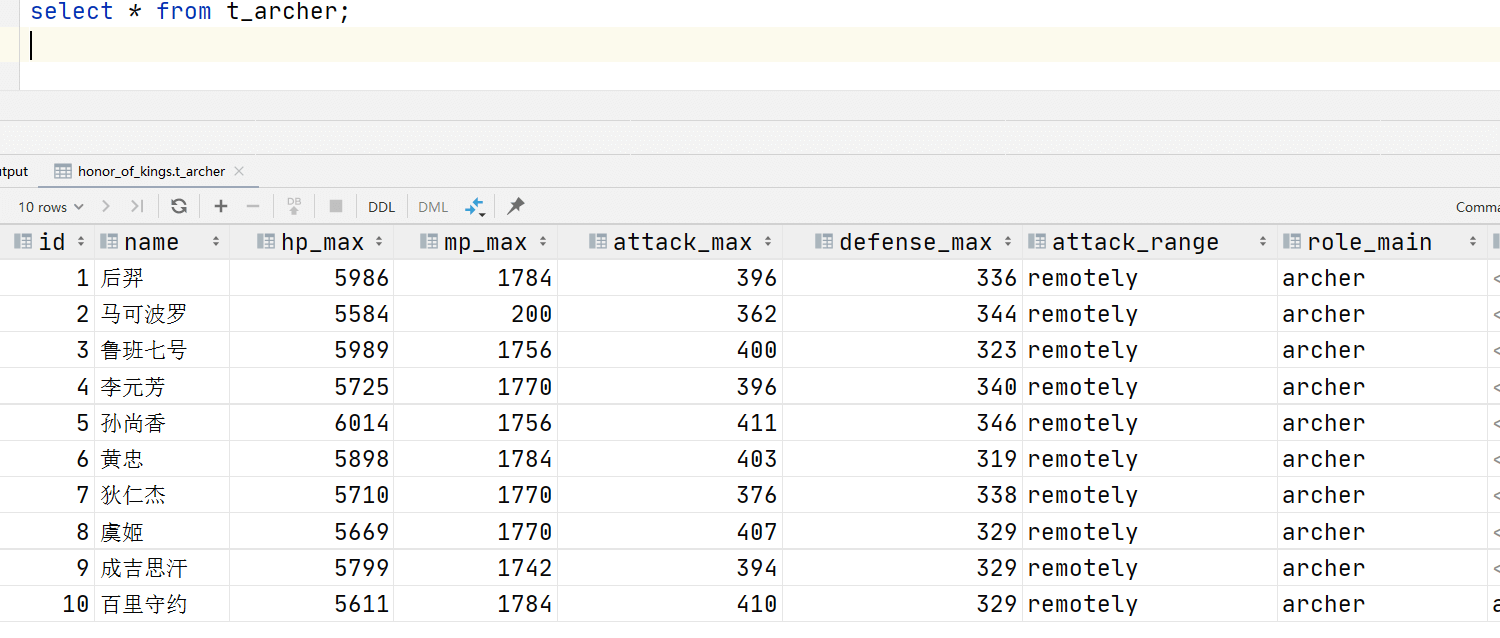 select * from t_archer;
tput honor_of_kings.t_archer
10 rows DB DDL DML Comma
id name hp_max mp_max attack_max defense_max attack_range role_main
1 后羿 5986 1784 396 336 remotely archer <
2 马可波罗 5584 200 362 344 remotely archer <
3 鲁班七号 5989 1756 400 323 remotely archer <
4 李元芳 5725 1770 396 340 remotely archer <
5 孙尚香 6014 1756 411 346 remotely archer <
6 黄忠 5898 1784 403 319 remotely archer <
7 狄仁杰 5710 1770 376 338 remotely archer <
8 虞姬 5669 1770 407 329 remotely archer <
9 成吉思汗 5799 1742 394 329 remotely archer <
10 百里守约 5611 1784 410 329 remotely archer a